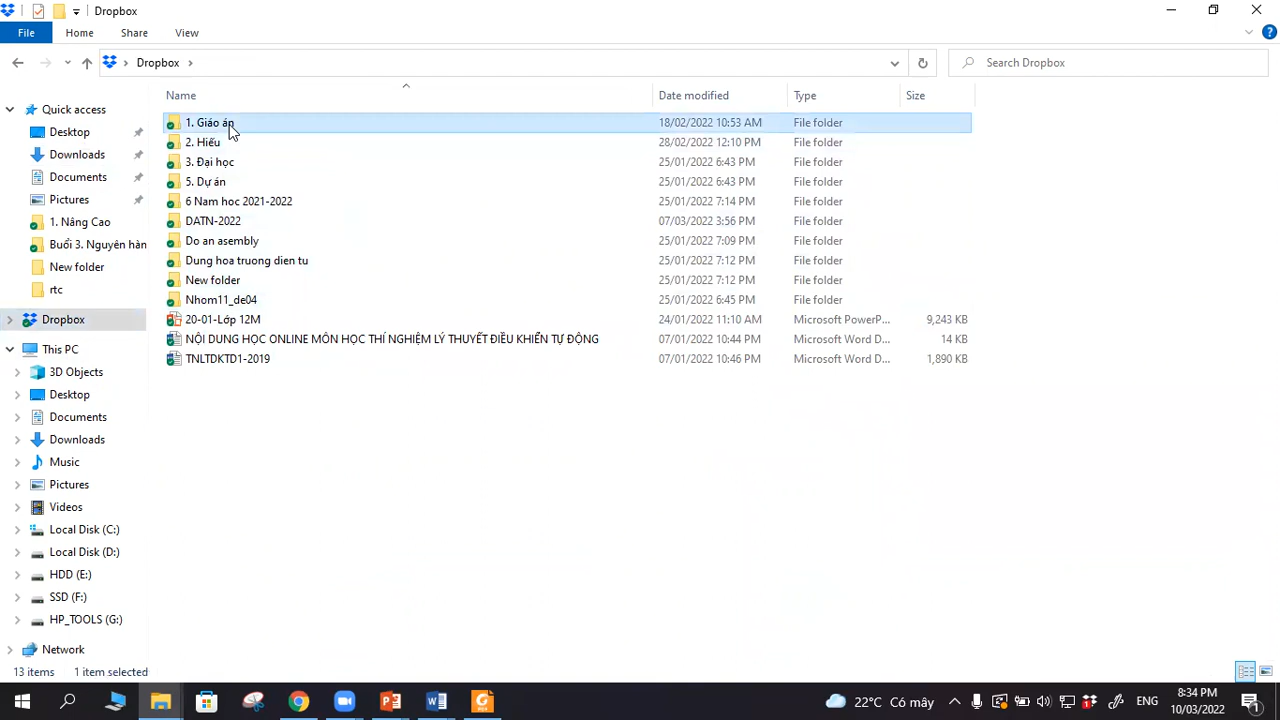 Dropbox
File Home Share View
Dropbox Search Dropbox
Name Date modified Type Size
Quick access
Desktop
Downloads
Documents
Pictures
1. Nâng Cao
Buổi 3. Nguyên hàn
New folder
rtc
Dropbox
This PC
3D Objects
Desktop
Documents
Downloads
Music
Pictures
Videos
Local Disk (C:)
Local Disk (D:)
HDD (E:)
SSD (F:)
HP_TOOLS (G:)
Network
1. Giáo án 18/02/2022 10:53 AM File folder
2. Hiếu 28/02/2022 12:10 PM File folder
3. Đại học 25/01/2022 6:43 PM File folder
5. Dự án 25/01/2022 6:43 PM File folder
6 Nam hoc 2021-2022 25/01/2022 7:14 PM File folder
DATN-2022 07/03/2022 3:56 PM File folder
Do an asembly 25/01/2022 7:09 PM File folder
Dung hoa truong dien tu 25/01/2022 7:12 PM File folder
New folder 25/01/2022 7:12 PM File folder
Nhom11_de04 25/01/2022 6:45 PM File folder
20-01-Lớp 12M 24/01/2022 11:10 AM Microsoft PowerP... 9,243 KB
NỘI DUNG HỌC ONLINE MÔN HỌC THÍ NGHIỆM LÝ THUYẾT ĐIỀU KHIỂN TỰ ĐỘNG 07/01/2022 10:44 PM Microsoft Word D... 14 KB
TNLTDKTD1-2019 07/01/2022 10:46 PM Microsoft Word D... 1,890 KB
13 items 1 item selected
22°C Có mây ENG 8:34 PM
10/03/2022